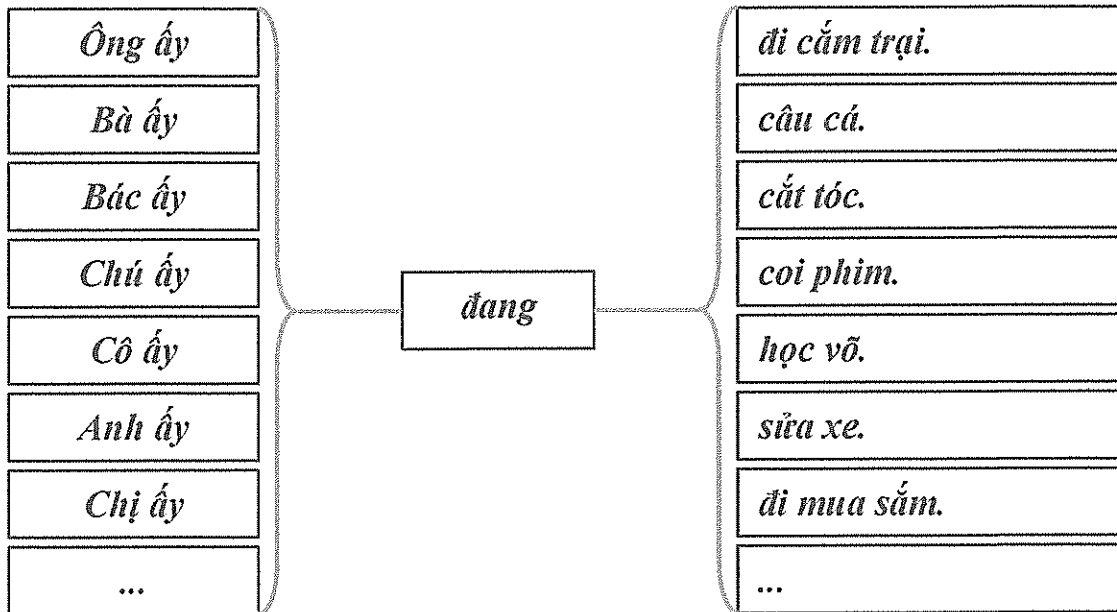 Ông ấy
Bà ấy
Bác ấy
Chú ấy
Cô ấy
Anh ấy
Chị ấy
...
đang
đi cắm trại.
câu cá.
cắt tóc.
coi phim.
học võ.
sửa xe.
đi mua sắm.
...